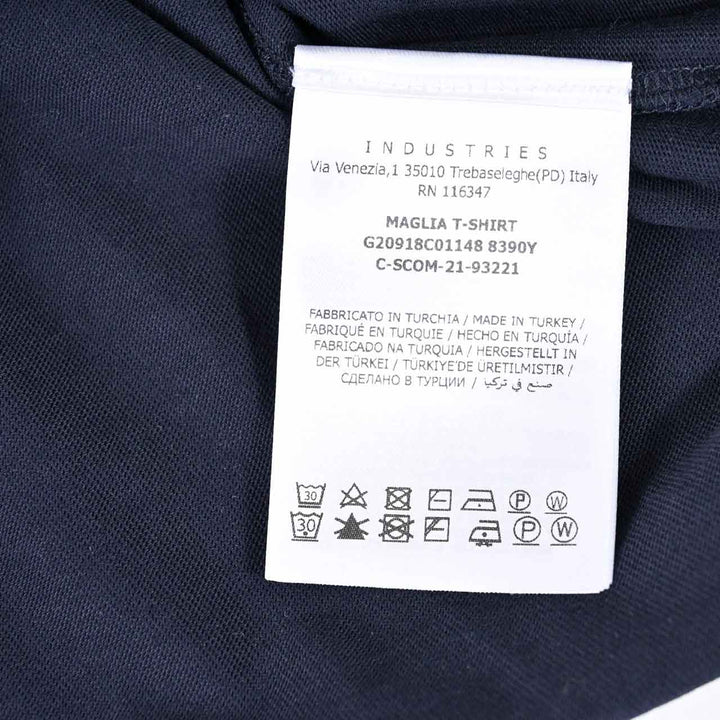 INDUSTRIES
Via Venezia,1 35010 Trebaseleghe(PD) Italy
RN 116347
MAGLIA T-SHIRT
G20918C01148 8390Y
C-SCOM-21-93221
FABBRICATO IN TURCHIA / MADE IN TURKEY /
FABRIQUÉ EN TURQUIE / HECHO EN TURQUÍA /
FABRICADO NA TURQUIA / HERGESTELLT IN
DER TÜRKEI / TÜRKIYE'DE ÜRETILMISTIR /
СДЕЛАНО В ТУРЦИИ / صنع في تركيا
30 P W
30 P W